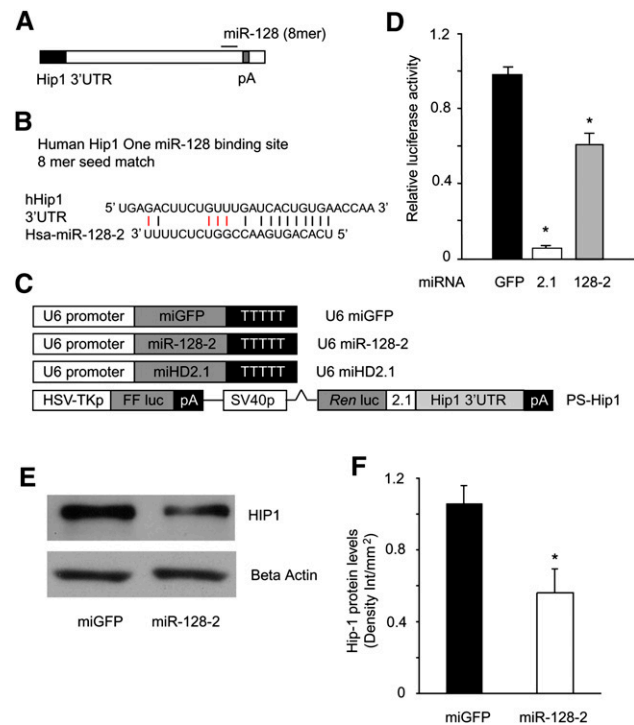 A
miR-128 (8mer)
Hip1 3'UTR
pA
B
Human Hip1 One miR-128 binding site
8 mer seed match
hHip1
3'UTR
5' UGAGACUUCUGUUUGAUCACUGUGAACCAA 3'
Hsa-miR-128-2
3' UUUUCUCUGGCCAAGUGACACU 5'
C
U6 promoter miGFP TTTTT U6 miGFP
U6 promoter miR-128-2 TTTTT U6 miR-128-2
U6 promoter miHD2.1 TTTTT U6 miHD2.1
HSV-TKp FF luc pA SV40p Ren luc 2.1 Hip1 3'UTR pA PS-Hip1
D
Relative luciferase activity
1.2
0.8
0.4
0
*
*
miRNA GFP 2.1 128-2
E
HIP1
Beta Actin
miGFP miR-128-2
F
Hip-1 protein levels
(Density Int/mm²)
1.2
0.8
0.4
0
*
miGFP miR-128-2